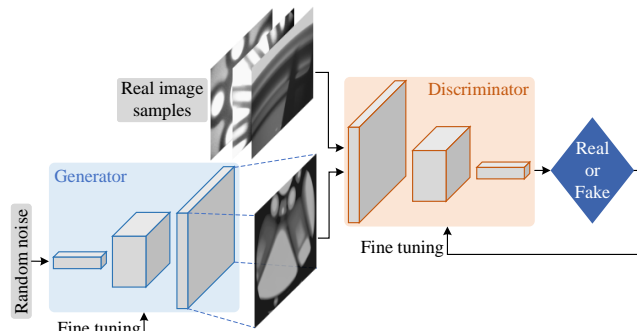 Real image
samples
Discriminator
Generator
Real
or
Fake
Random noise
Fine tuning
Fine tuning